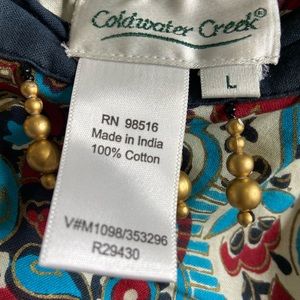 Coldwater Creek®
L
RN 98516
Made in India
100% Cotton
V#M1098/353296
R29430